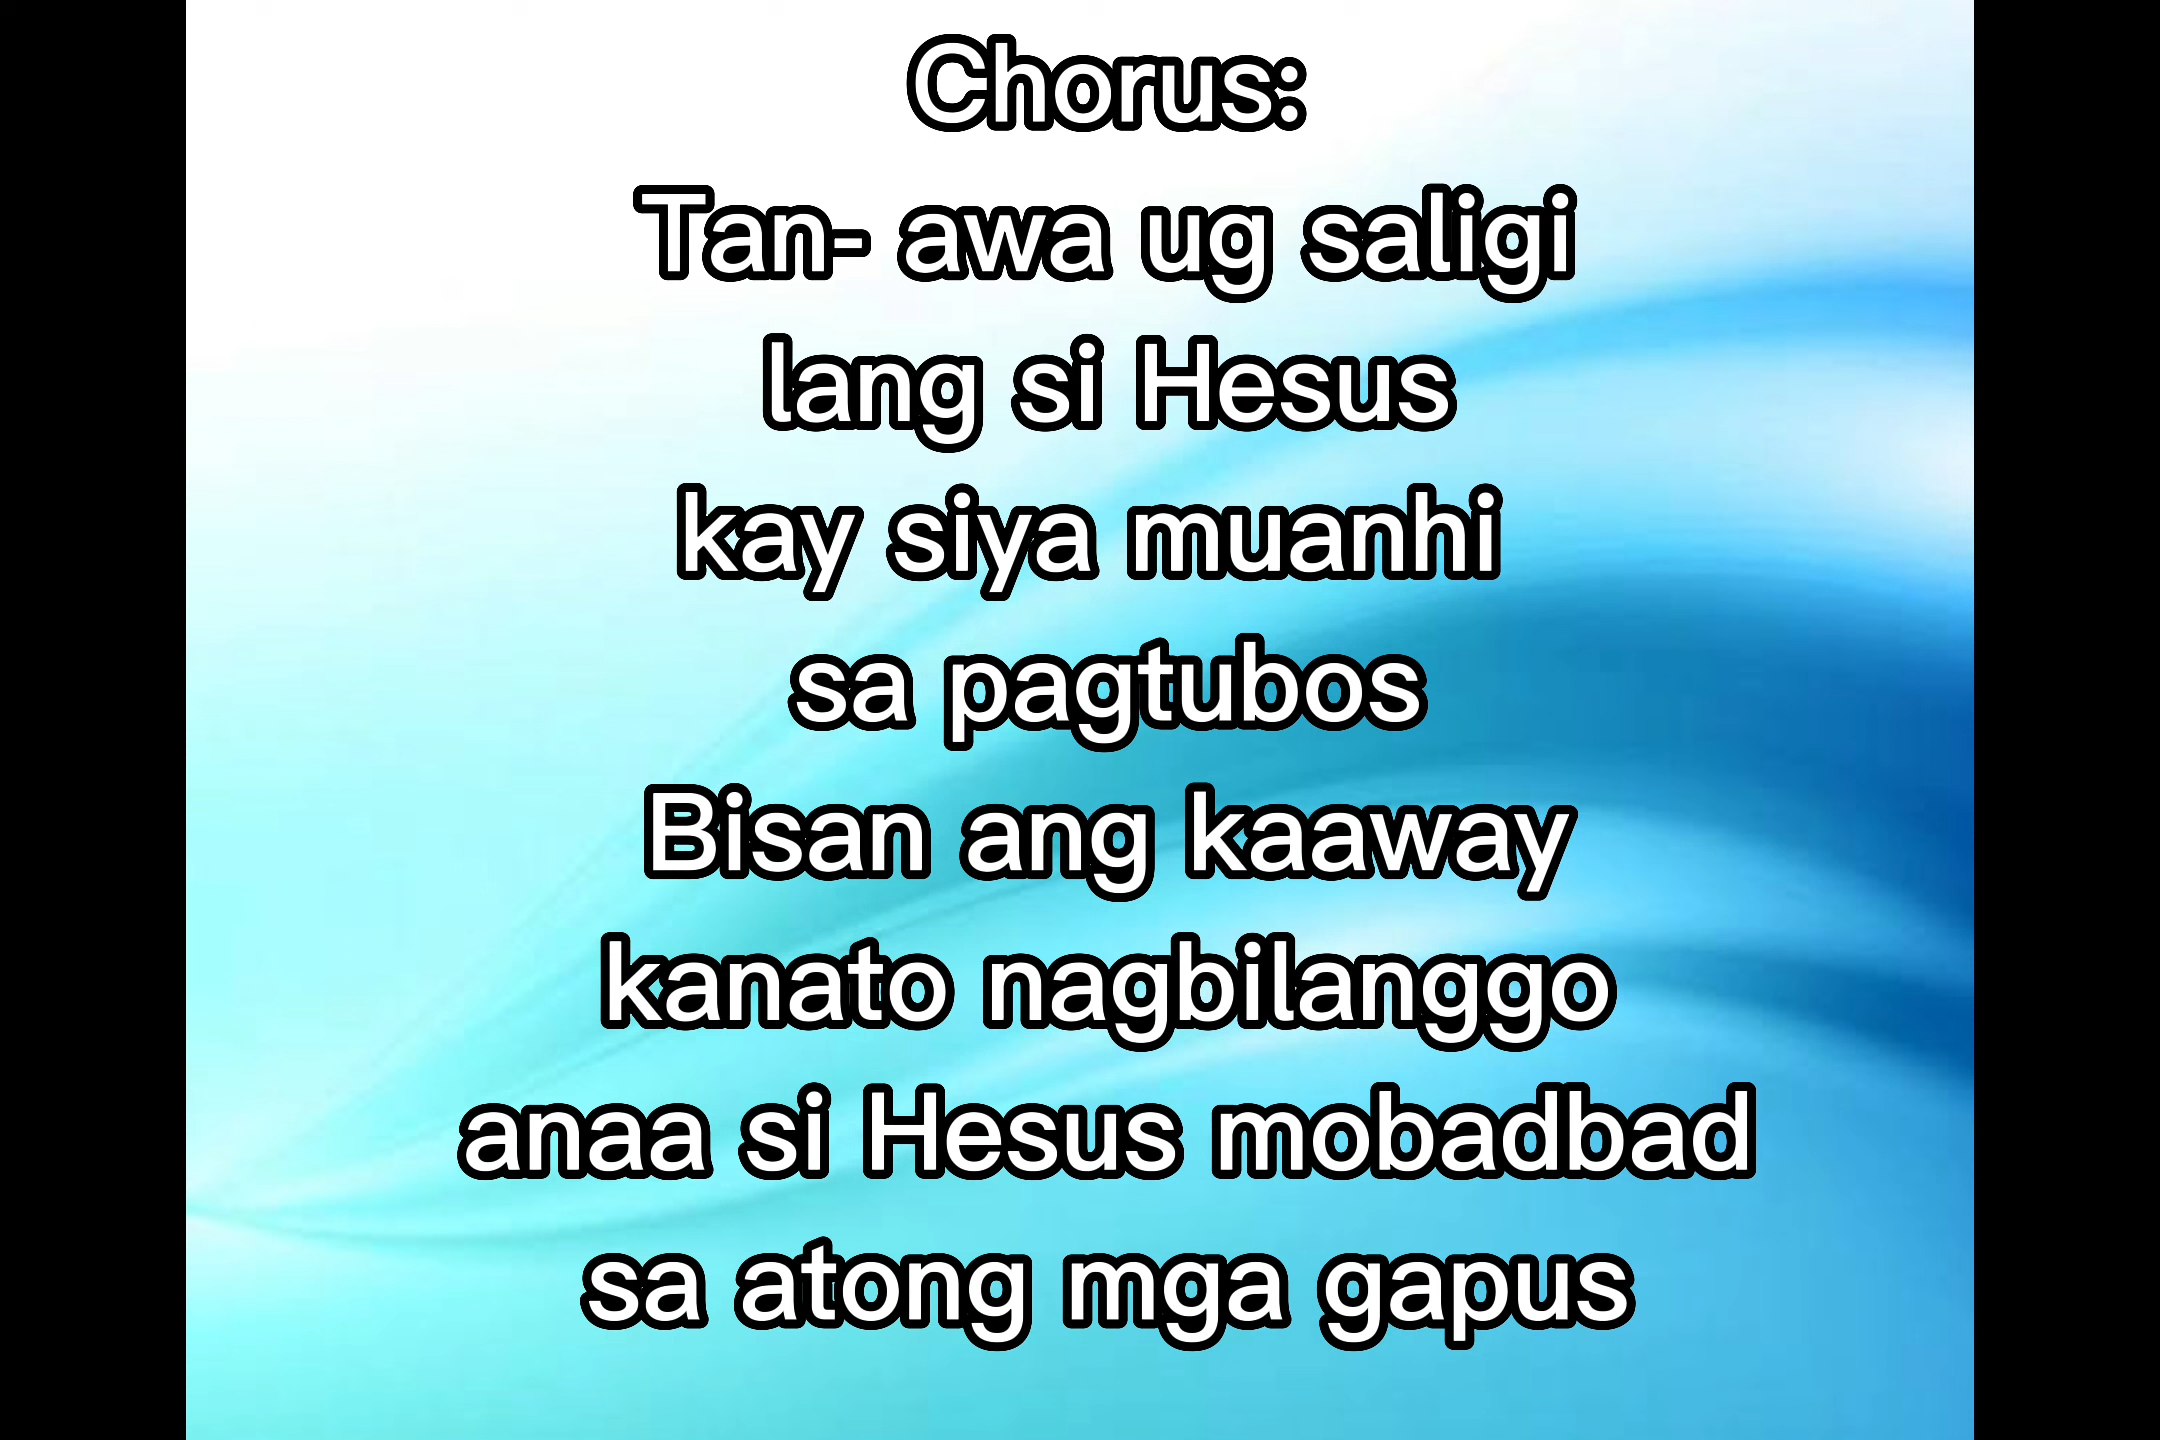 Chorus:
Tan- awa ug saligi
lang si Hesus
kay siya muanhi
sa pagtubos
Bisan ang kaaway
kanato nagbilanggo
anaa si Hesus mobadbad
sa atong mga gapus